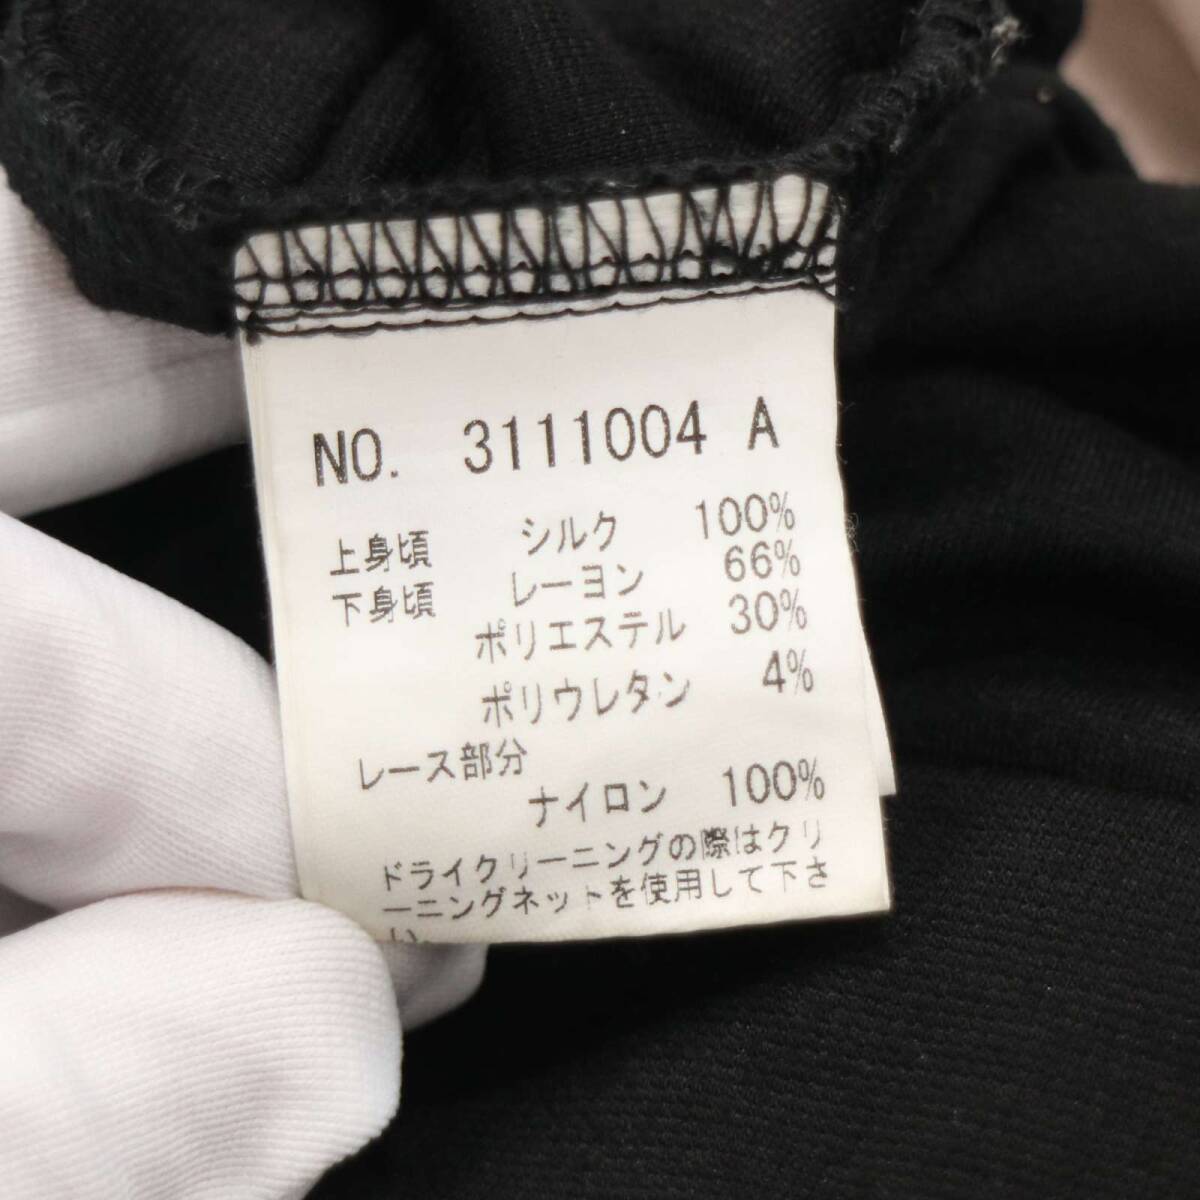 NO. 3111004 A
上身頃 シルク 100%
下身頃 レーヨン 66%
ポリエステル 30%
ポリウレタン 4%
レース部分
ナイロン 100%
ドライクリーニングの際はクリ
ーニングネットを使用して下さ
い。